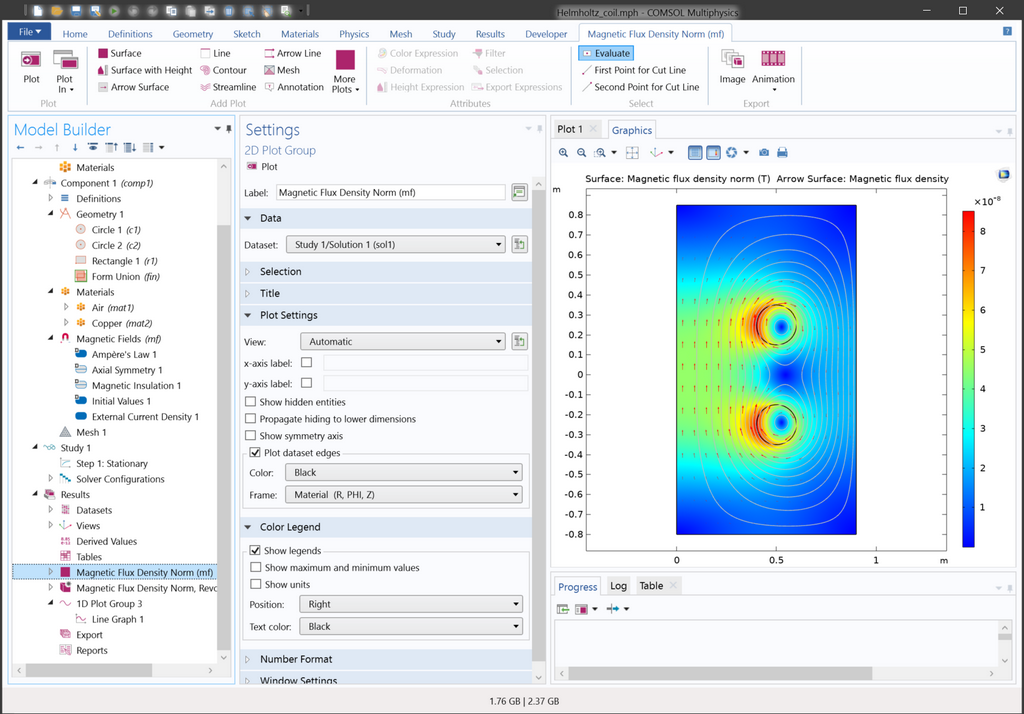 Helmholtz_coil.mph - COMSOL Multiphysics
File Home Definitions Geometry Sketch Materials Physics Mesh Study Results Developer Magnetic Flux Density Norm (mf)
Plot
Plot In
Plot
Surface
Surface with Height
Arrow Surface
Line
Contour
Streamline
Arrow Line
Mesh
Annotation
More Plots
Add Plot
Color Expression
Deformation
Height Expression
Filter
Selection
Export Expressions
Attributes
Evaluate
First Point for Cut Line
Second Point for Cut Line
Select
Image
Animation
Export
Model Builder
Materials
Component 1 (comp1)
Definitions
Geometry 1
Circle 1 (c1)
Circle 2 (c2)
Rectangle 1 (r1)
Form Union (fin)
Materials
Air (mat1)
Copper (mat2)
Magnetic Fields (mf)
Ampère's Law 1
Axial Symmetry 1
Magnetic Insulation 1
Initial Values 1
External Current Density 1
Mesh 1
Study 1
Step 1: Stationary
Solver Configurations
Results
Datasets
Views
Derived Values
Tables
Magnetic Flux Density Norm (mf)
Magnetic Flux Density Norm, Revo
1D Plot Group 3
Line Graph 1
Export
Reports
Settings
2D Plot Group
Plot
Label: Magnetic Flux Density Norm (mf)
Data
Dataset: Study 1/Solution 1 (sol1)
Selection
Title
Plot Settings
View: Automatic
x-axis label:
y-axis label:
Show hidden entities
Propagate hiding to lower dimensions
Show symmetry axis
Plot dataset edges
Color: Black
Frame: Material (R, PHI, Z)
Color Legend
Show legends
Show maximum and minimum values
Show units
Position: Right
Text color: Black
Number Format
Window Settings
Plot 1 Graphics
Surface: Magnetic flux density norm (T) Arrow Surface: Magnetic flux density
m
0.8
0.7
0.6
0.5
0.4
0.3
0.2
0.1
0
-0.1
-0.2
-0.3
-0.4
-0.5
-0.6
-0.7
-0.8
0 0.5 1 m
×10⁻⁸
8
7
6
5
4
3
2
1
Progress Log Table
1.76 GB | 2.37 GB